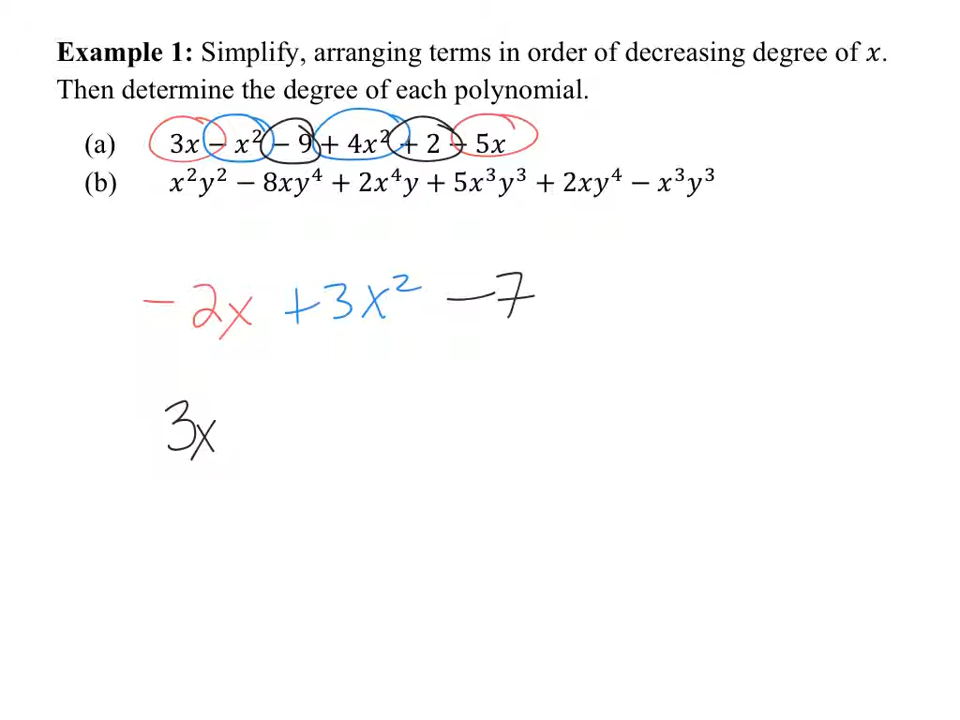 Example 1: Simplify, arranging terms in order of decreasing degree of x.
Then determine the degree of each polynomial.
(a) 3x − x² − 9 + 4x² + 2 − 5x
(b) x²y² − 8xy⁴ + 2x⁴y + 5x³y³ + 2xy⁴ − x³y³
−2x +3x² −7
3x